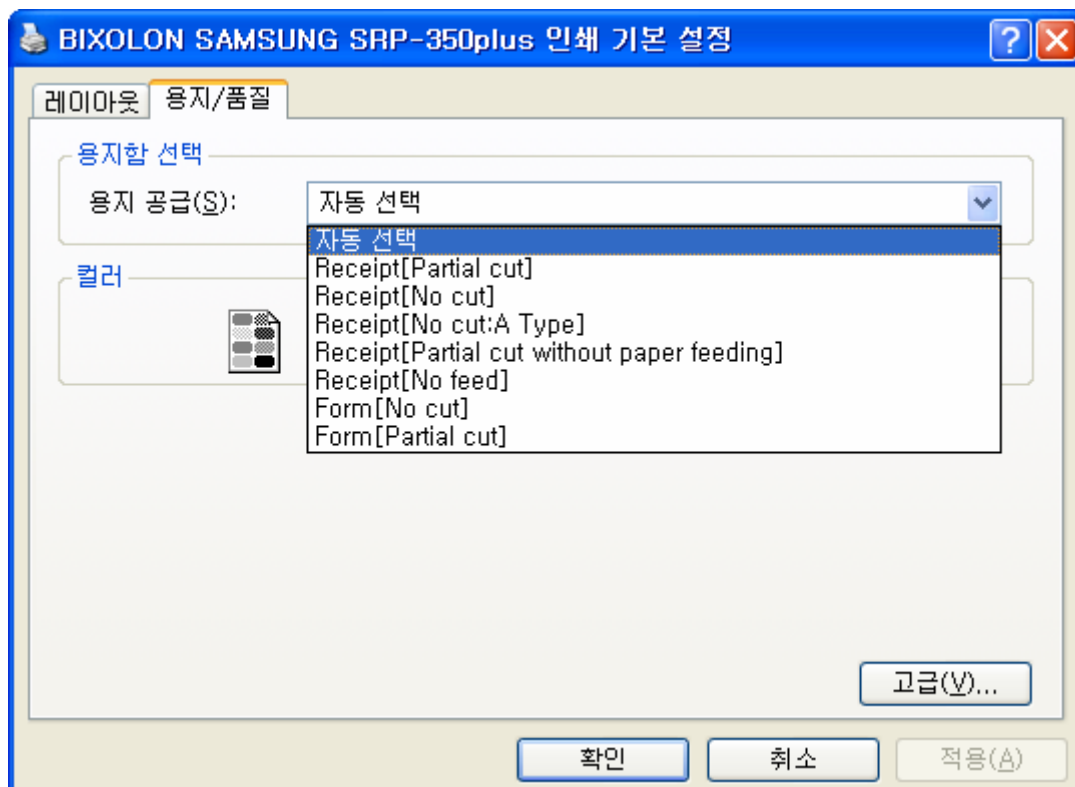 BIXOLON SAMSUNG SRP-350plus 인쇄 기본 설정
레이아웃 용지/품질
용지함 선택
용지 공급(S): 자동 선택
자동 선택
Receipt[Partial cut]
컬러
Receipt[No cut]
Receipt[No cut:A Type]
Receipt[Partial cut without paper feeding]
Receipt[No feed]
Form[No cut]
Form[Partial cut]
고급(V)...
확인 취소 적용(A)